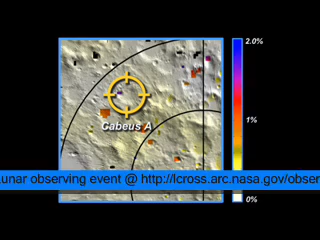 2.0%
Cabeus A
1%
unar observing event @ http://lcross.arc.nasa.gov/obser
0%